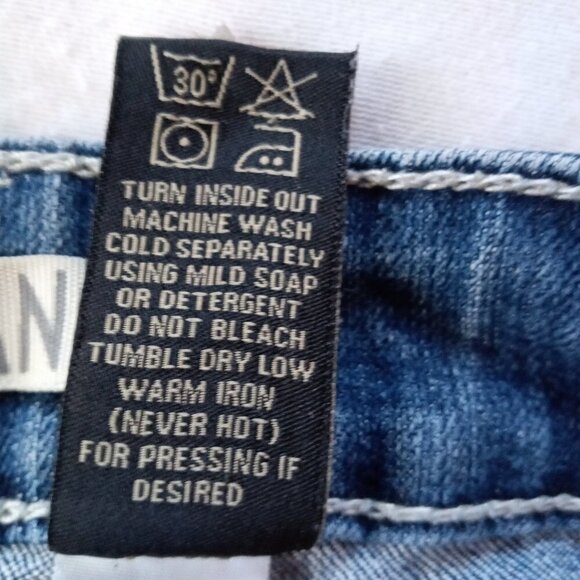 30°
TURN INSIDE OUT
MACHINE WASH
COLD SEPARATELY
USING MILD SOAP
OR DETERGENT
DO NOT BLEACH
TUMBLE DRY LOW
WARM IRON
(NEVER HOT)
FOR PRESSING IF
DESIRED